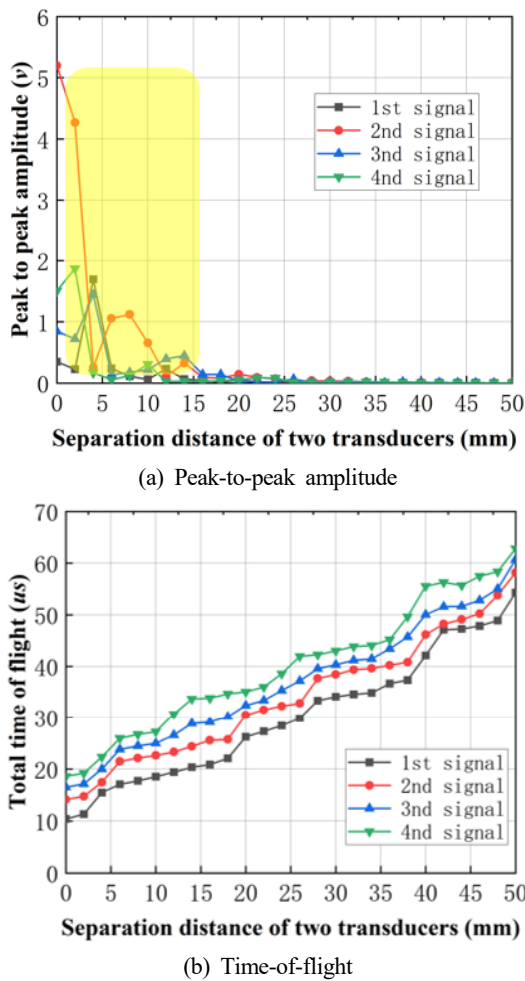 6
5
4
3
2
1
0
Peak to peak amplitude (v)
1st signal
2nd signal
3nd signal
4nd signal
0 5 10 15 20 25 30 35 40 45 50
Separation distance of two transducers (mm)
(a) Peak-to-peak amplitude
70
60
50
40
30
20
10
0
Total time of flight (us)
1st signal
2nd signal
3nd signal
4nd signal
0 5 10 15 20 25 30 35 40 45 50
Separation distance of two transducers (mm)
(b) Time-of-flight